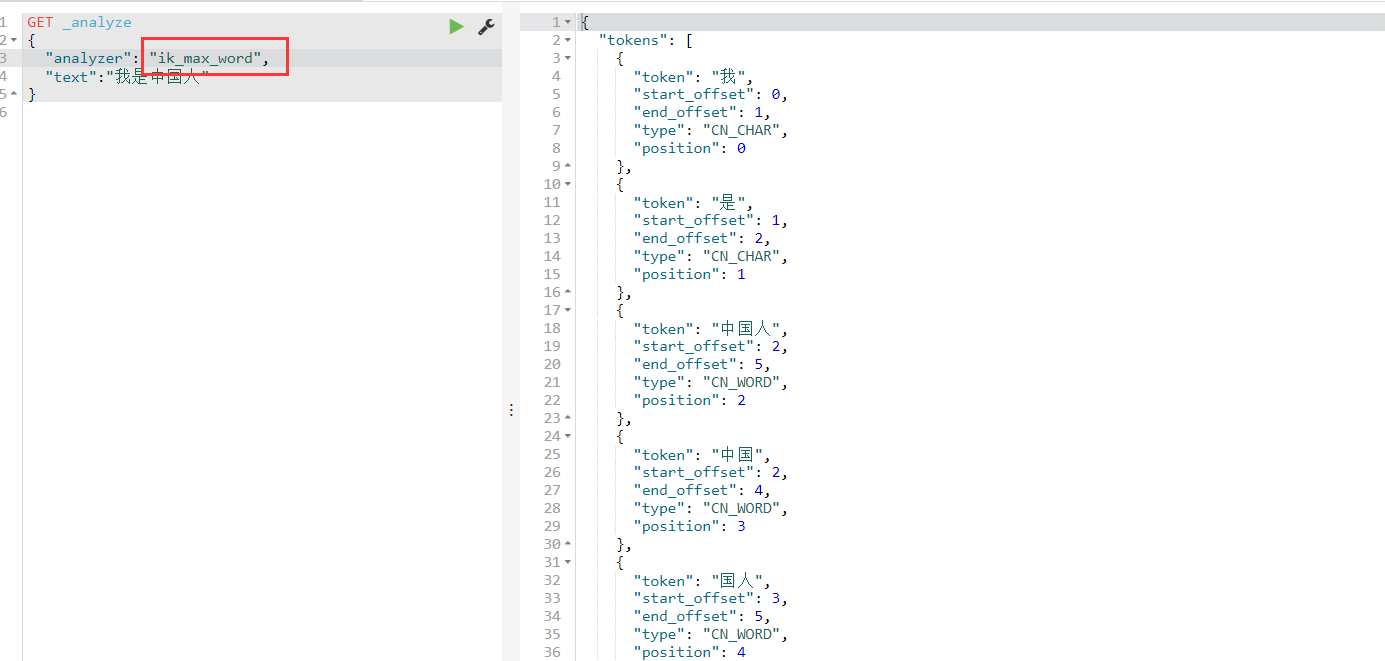 1 GET _analyze
2 {
3 "analyzer": "ik_max_word",
4 "text":"我是中国人"
5 }
6
1 {
2 "tokens": [
3 {
4 "token": "我",
5 "start_offset": 0,
6 "end_offset": 1,
7 "type": "CN_CHAR",
8 "position": 0
9 },
10 {
11 "token": "是",
12 "start_offset": 1,
13 "end_offset": 2,
14 "type": "CN_CHAR",
15 "position": 1
16 },
17 {
18 "token": "中国人",
19 "start_offset": 2,
20 "end_offset": 5,
21 "type": "CN_WORD",
22 "position": 2
23 },
24 {
25 "token": "中国",
26 "start_offset": 2,
27 "end_offset": 4,
28 "type": "CN_WORD",
29 "position": 3
30 },
31 {
32 "token": "国人",
33 "start_offset": 3,
34 "end_offset": 5,
35 "type": "CN_WORD",
36 "position": 4